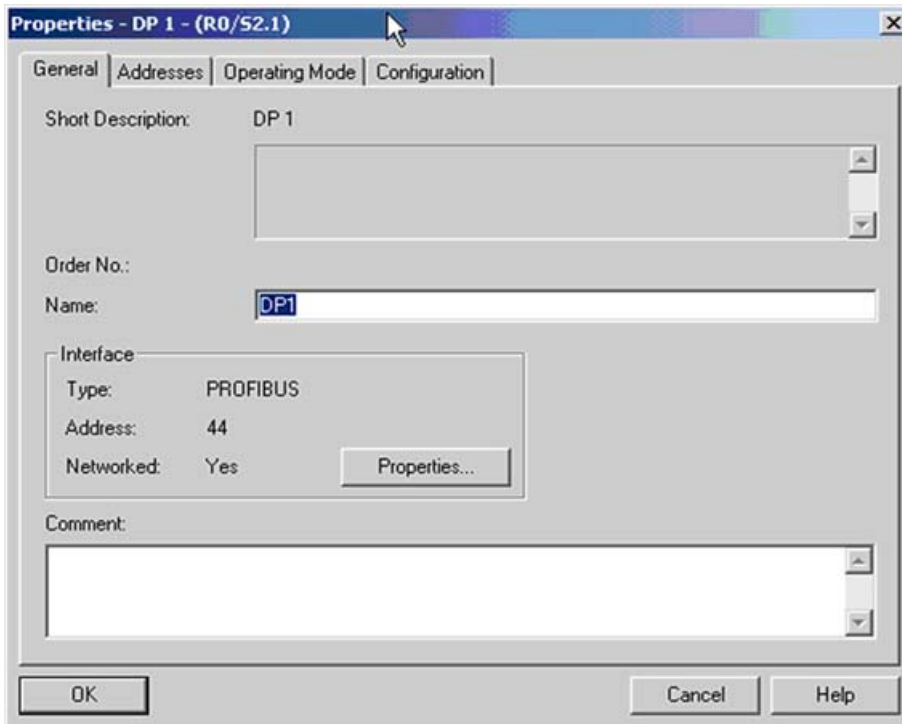 Properties - DP 1 - (R0/S2.1)
General Addresses Operating Mode Configuration
Short Description: DP 1
Order No.:
Name: DP1
Interface
Type: PROFIBUS
Address: 44
Networked: Yes Properties...
Comment:
OK Cancel Help